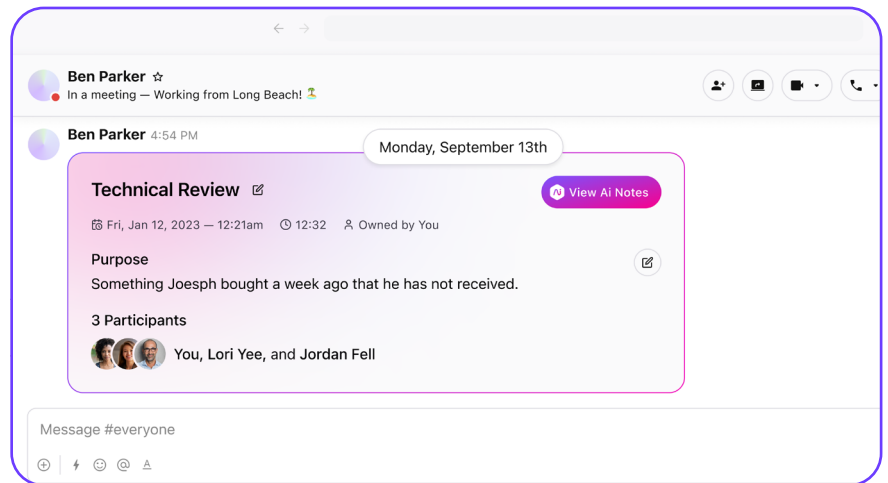 Ben Parker
In a meeting — Working from Long Beach! 🏝️
Ben Parker 4:54 PM
Monday, September 13th
Technical Review
View Ai Notes
Fri, Jan 12, 2023 — 12:21am 12:32 Owned by You
Purpose
Something Joesph bought a week ago that he has not received.
3 Participants
You, Lori Yee, and Jordan Fell
Message #everyone